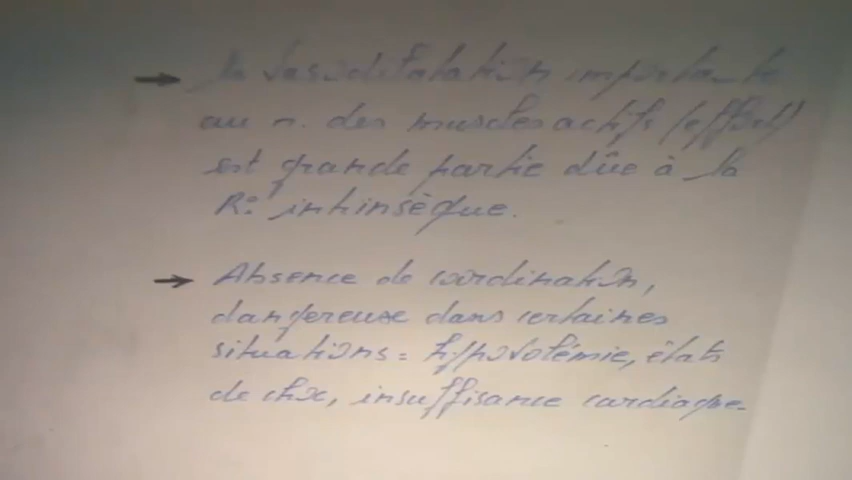 → La vasodilatation importante
au n. des muscles actifs (effort)
est grande partie dûe à la
R° intrinsèque.
→ Absence de coordination,
dangereuse dans certaines
situations = hypovolémie, états
de choc, insuffisance cardiaque.